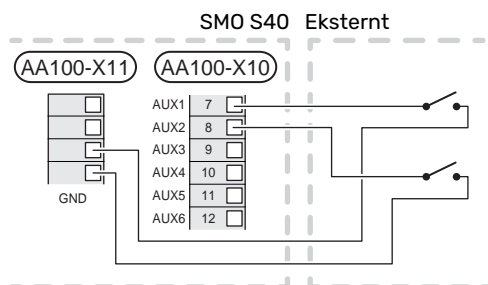 SMO S40 Eksternt
AA100-X11 AA100-X10
AUX1 7
AUX2 8
AUX3 9
AUX4 10
AUX5 11
AUX6 12
GND